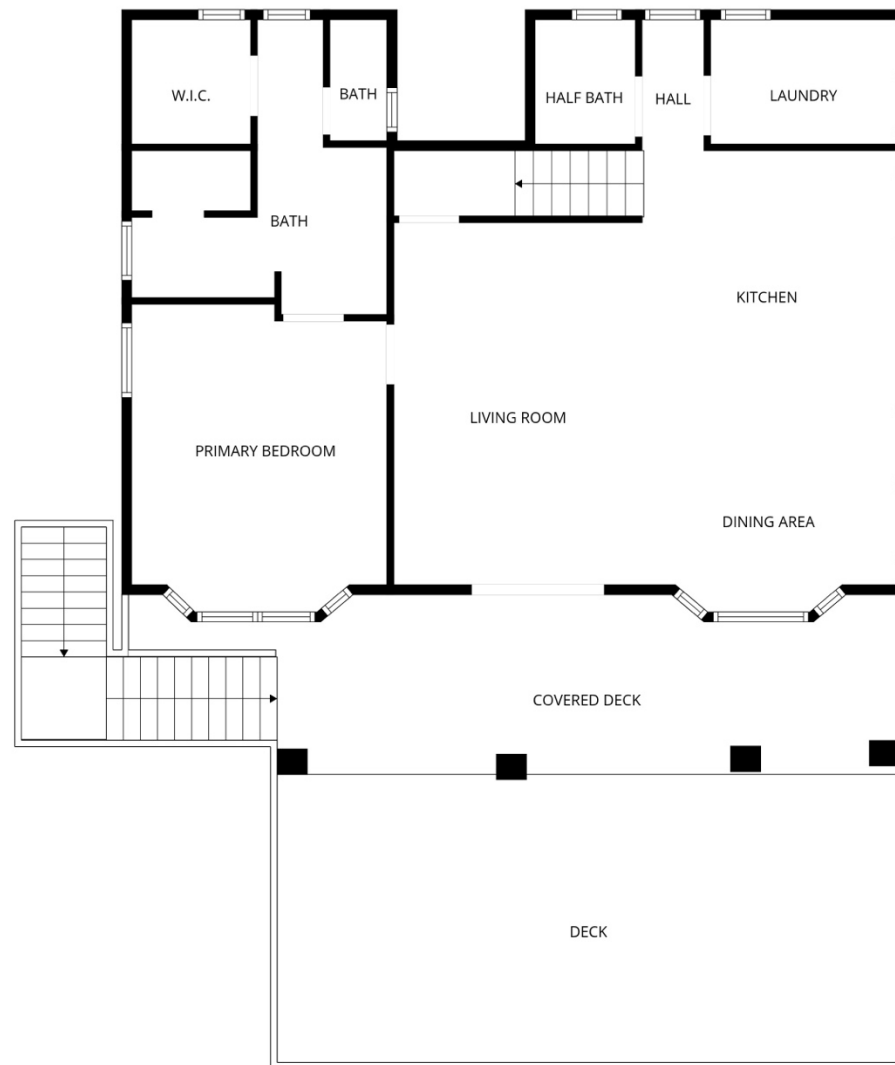 W.I.C.
BATH
HALF BATH
HALL
LAUNDRY
BATH
KITCHEN
LIVING ROOM
PRIMARY BEDROOM
DINING AREA
COVERED DECK
DECK